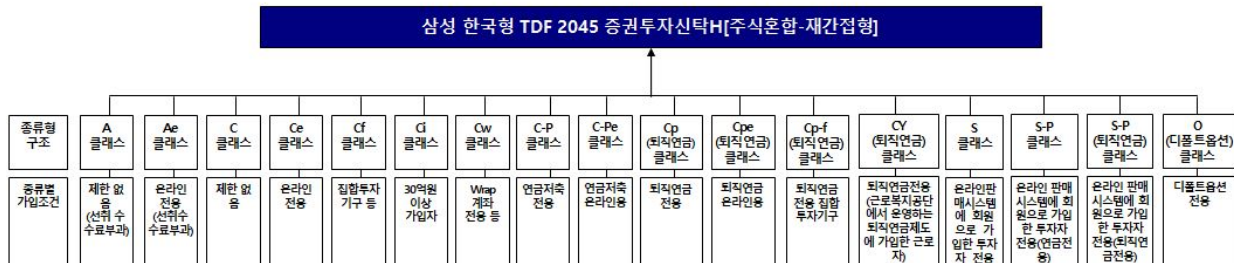 삼성 한국형 TDF 2045 증권투자신탁H[주식혼합-재간접형]
종류형
구조
A
클래스
Ae
클래스
C
클래스
Ce
클래스
Cf
클래스
Ci
클래스
Cw
클래스
C-P
클래스
C-Pe
클래스
Cp
(퇴직연금)
클래스
Cpe
(퇴직연금)
클래스
Cp-f
(퇴직연금)
클래스
CY
(퇴직연금)
클래스
S
클래스
S-P
클래스
S-P
(퇴직연금)
클래스
O
(디폴트옵션)
클래스
종류별
가입조건
제한 없
음
(선취 수
수료부과)
온라인
전용
(선취수
수료부과)
제한 없
음
온라인
전용
집합투자
기구 등
30억원
이상
가입자
Wrap
계좌
전용 등
연금저축
전용
연금저축
온라인용
퇴직연금
전용
퇴직연금
온라인용
퇴직연금
전용 집합
투자기구
퇴직연금전용
(근로복지공단
에서 운영하는
퇴직연금제도
에 가입한 근로
자)
온라인판
매시스템
에 회원
으로 가
입한 투자
자 전용
온라인 판매
시스템에 회
원으로 가입
한 투자자
전용(연금전
용)
온라인 판매
시스템에 회
원으로 가입
한 투자자
전용(퇴직연
금전용)
디폴트옵션
전용